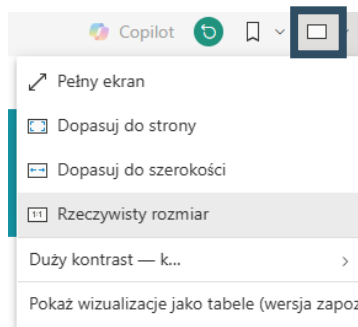 Copilot
Pełny ekran
Dopasuj do strony
Dopasuj do szerokości
1:1 Rzeczywisty rozmiar
Duży kontrast — k...
Pokaż wizualizacje jako tabele (wersja zapoz